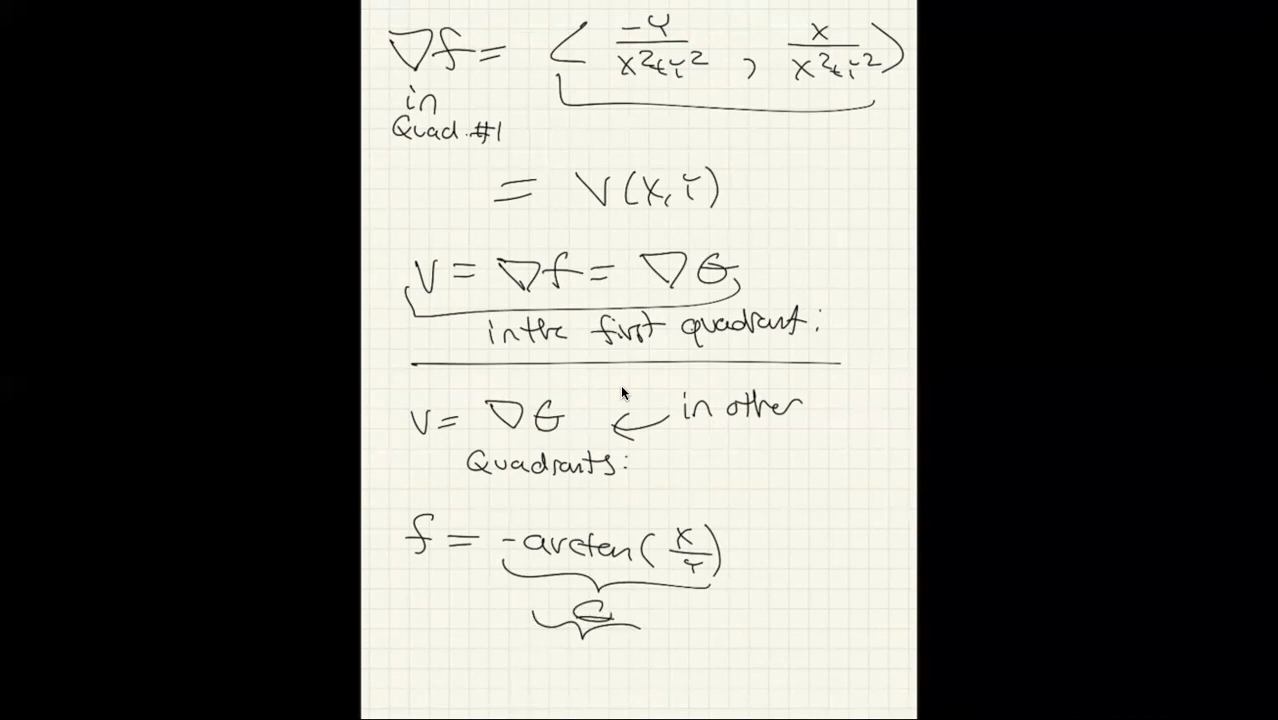 ∇f = ⟨ -y/(x²+y²) , x/(x²+y²) ⟩
in
Quad. #1
= V(x,y)
V = ∇f = ∇θ
in the first quadrant:
V = ∇θ ← in other
Quadrants:
f = -arctan(x/y)